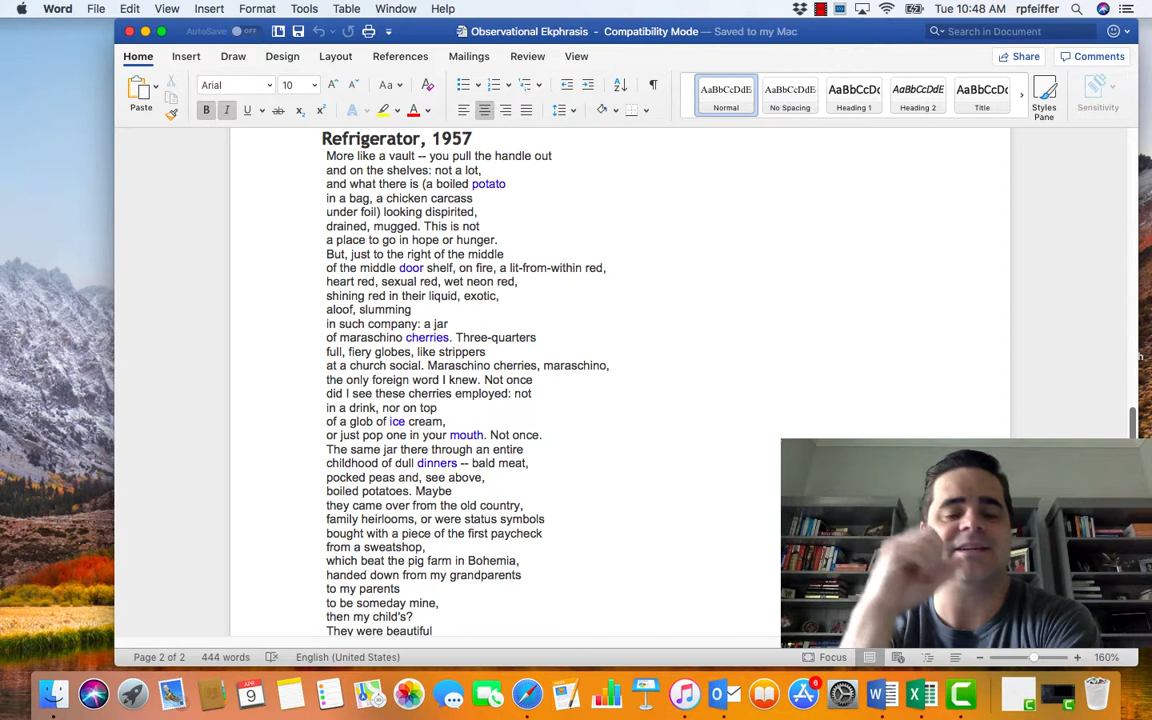 Word File Edit View Insert Format Tools Table Window Help Tue 10:48 AM rpfeiffer
AutoSave OFF Observational Ekphrasis - Compatibility Mode — Saved to my Mac Search in Document
Home Insert Draw Design Layout References Mailings Review View Share Comments
Paste Arial 10 Aa AaBbCcDdE AaBbCcDdE AaBbCcDc AaBbCcDdE AaBbCcDc Styles Pane Sensitivity
B I U ab x₂ x² A A Normal No Spacing Heading 1 Heading 2 Title
Refrigerator, 1957
More like a vault -- you pull the handle out
and on the shelves: not a lot,
and what there is (a boiled potato
in a bag, a chicken carcass
under foil) looking dispirited,
drained, mugged. This is not
a place to go in hope or hunger.
But, just to the right of the middle
of the middle door shelf, on fire, a lit-from-within red,
heart red, sexual red, wet neon red,
shining red in their liquid, exotic,
aloof, slumming
in such company: a jar
of maraschino cherries. Three-quarters
full, fiery globes, like strippers
at a church social. Maraschino cherries, maraschino,
the only foreign word I knew. Not once
did I see these cherries employed: not
in a drink, nor on top
of a glob of ice cream,
or just pop one in your mouth. Not once.
The same jar there through an entire
childhood of dull dinners -- bald meat,
pocked peas and, see above,
boiled potatoes. Maybe
they came over from the old country,
family heirlooms, or were status symbols
bought with a piece of the first paycheck
from a sweatshop,
which beat the pig farm in Bohemia,
handed down from my grandparents
to my parents
to be someday mine,
then my child's?
They were beautiful
Page 2 of 2 444 words English (United States) Focus 160%
APR
9
6